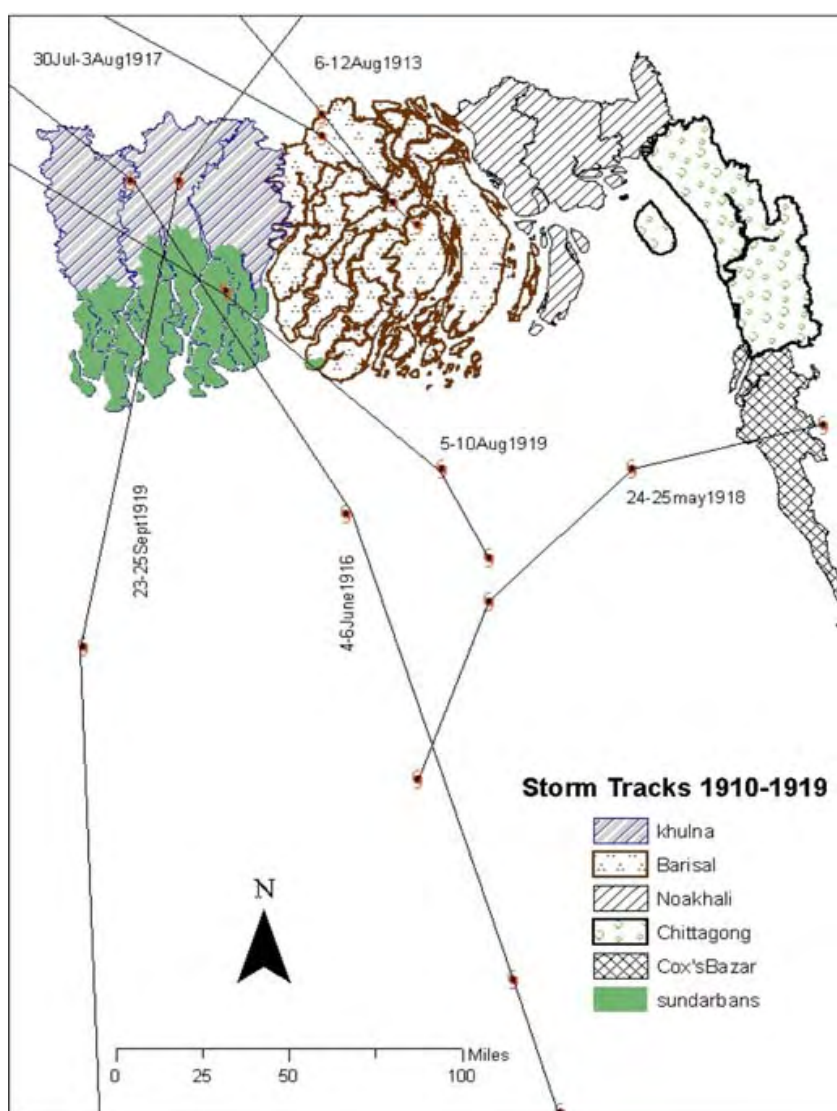 30Jul-3Aug1917
6-12Aug1913
5-10Aug1919
24-25may1918
23-25Sept1919
4-6June1916
Storm Tracks 1910-1919
khulna
Barisal
Noakhali
Chittagong
Cox'sBazar
sundarbans
N
Miles
0 25 50 100